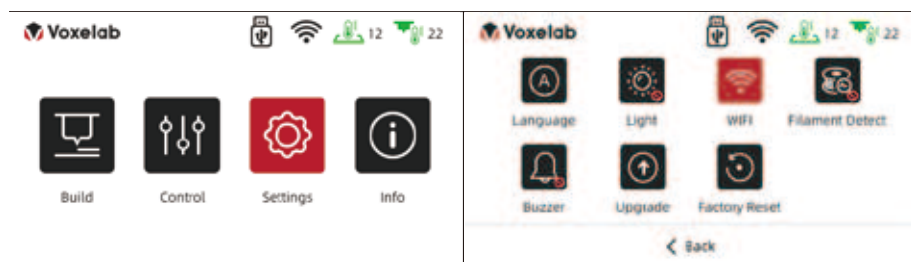 Voxelab 12 22
Build Control Settings Info
Voxelab 12 22
A
Language Light WIFI Filament Detect
Buzzer Upgrade Factory Reset
Back